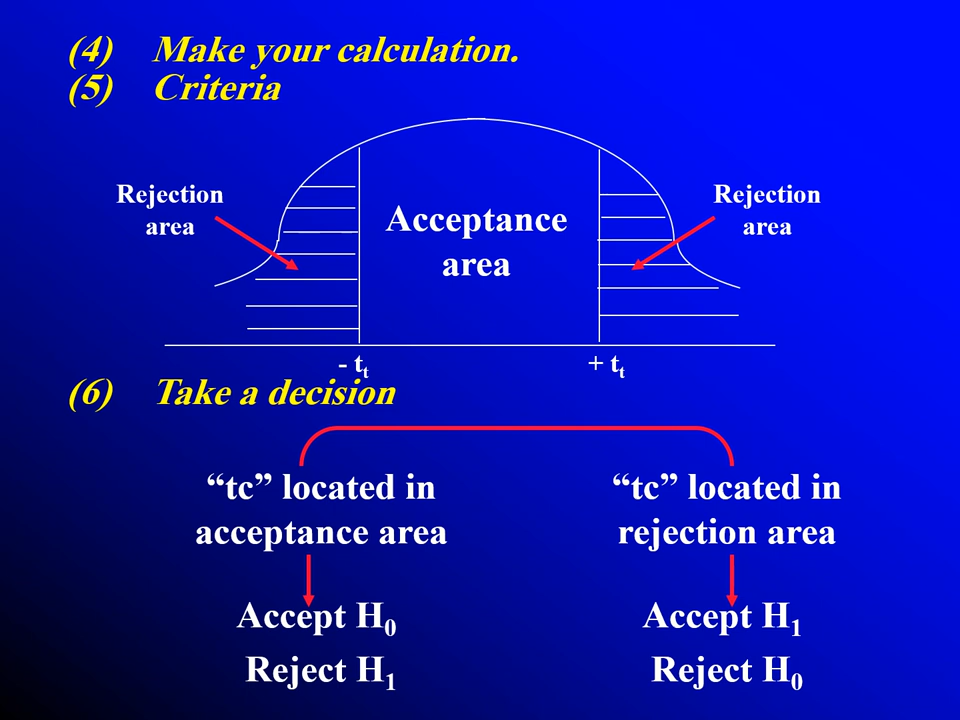 (4) Make your calculation.
(5) Criteria
Rejection
area
Acceptance
area
Rejection
area
- tt
+ tt
(6) Take a decision
“tc” located in
acceptance area
“tc” located in
rejection area
Accept H0
Reject H1
Accept H1
Reject H0